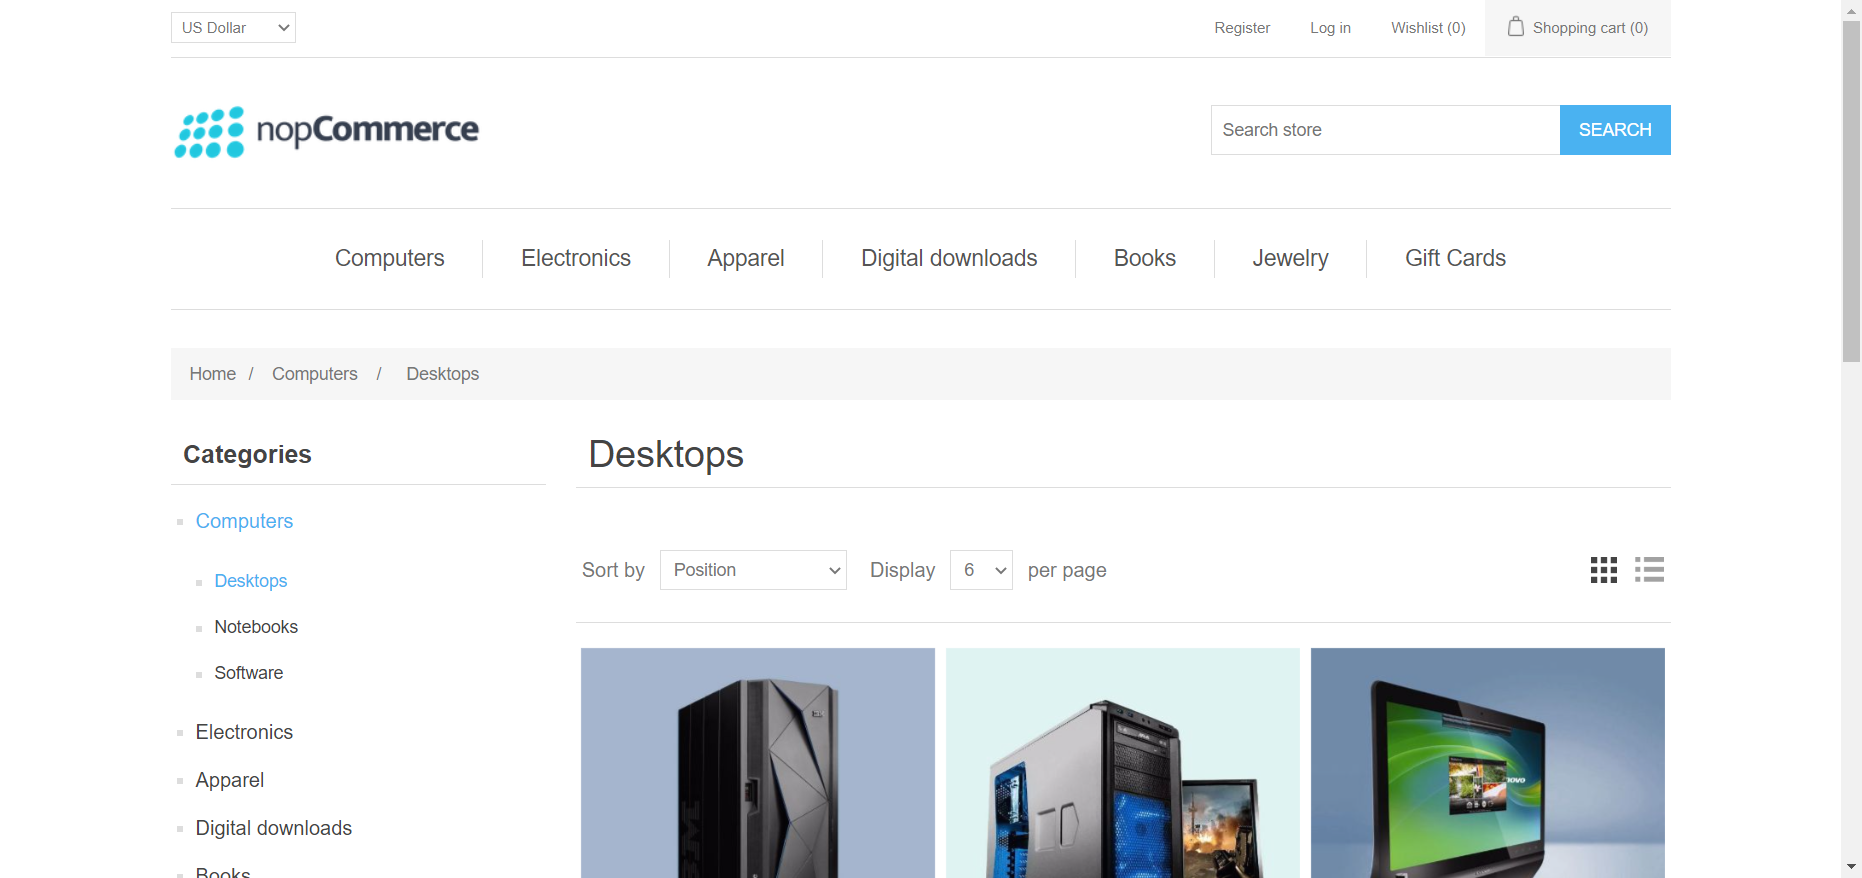 US Dollar
Register
Log in
Wishlist (0)
Shopping cart (0)
nopCommerce
Search store
SEARCH
Computers
Electronics
Apparel
Digital downloads
Books
Jewelry
Gift Cards
Home / Computers / Desktops
Categories
Computers
Desktops
Notebooks
Software
Electronics
Apparel
Digital downloads
Books
Desktops
Sort by Position Display 6 per page